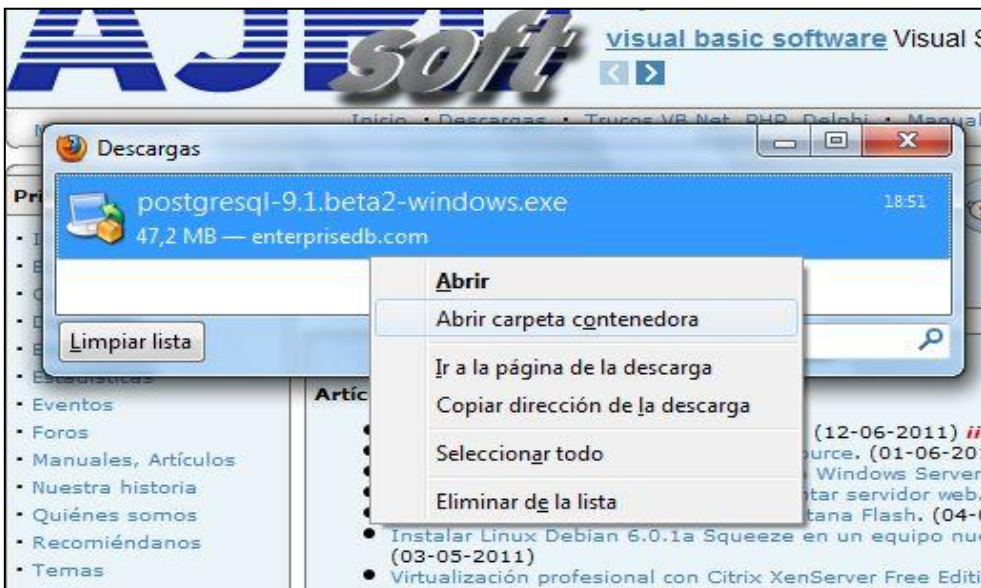 AJPD
soft
visual basic software Visual S
Inicio • Descargas • Trucos VB.Net, PHP, Delphi • Manual
Descargas
postgresql-9.1.beta2-windows.exe
18:51
47,2 MB — enterprisedb.com
Abrir
Abrir carpeta contenedora
Limpiar lista
Ir a la página de la descarga
Copiar dirección de la descarga
Seleccionar todo
Eliminar de la lista
Pri
• Estadísticas
• Eventos
• Foros
• Manuales, Artículos
• Nuestra historia
• Quiénes somos
• Recomiéndanos
• Temas
Artíc
(12-06-2011)
urce. (01-06-201
Windows Server
tar servidor web.
tana Flash. (04-0
• Instalar Linux Debian 6.0.1a Squeeze en un equipo nue
(03-05-2011)
• Virtualización profesional con Citrix XenServer Free Editi